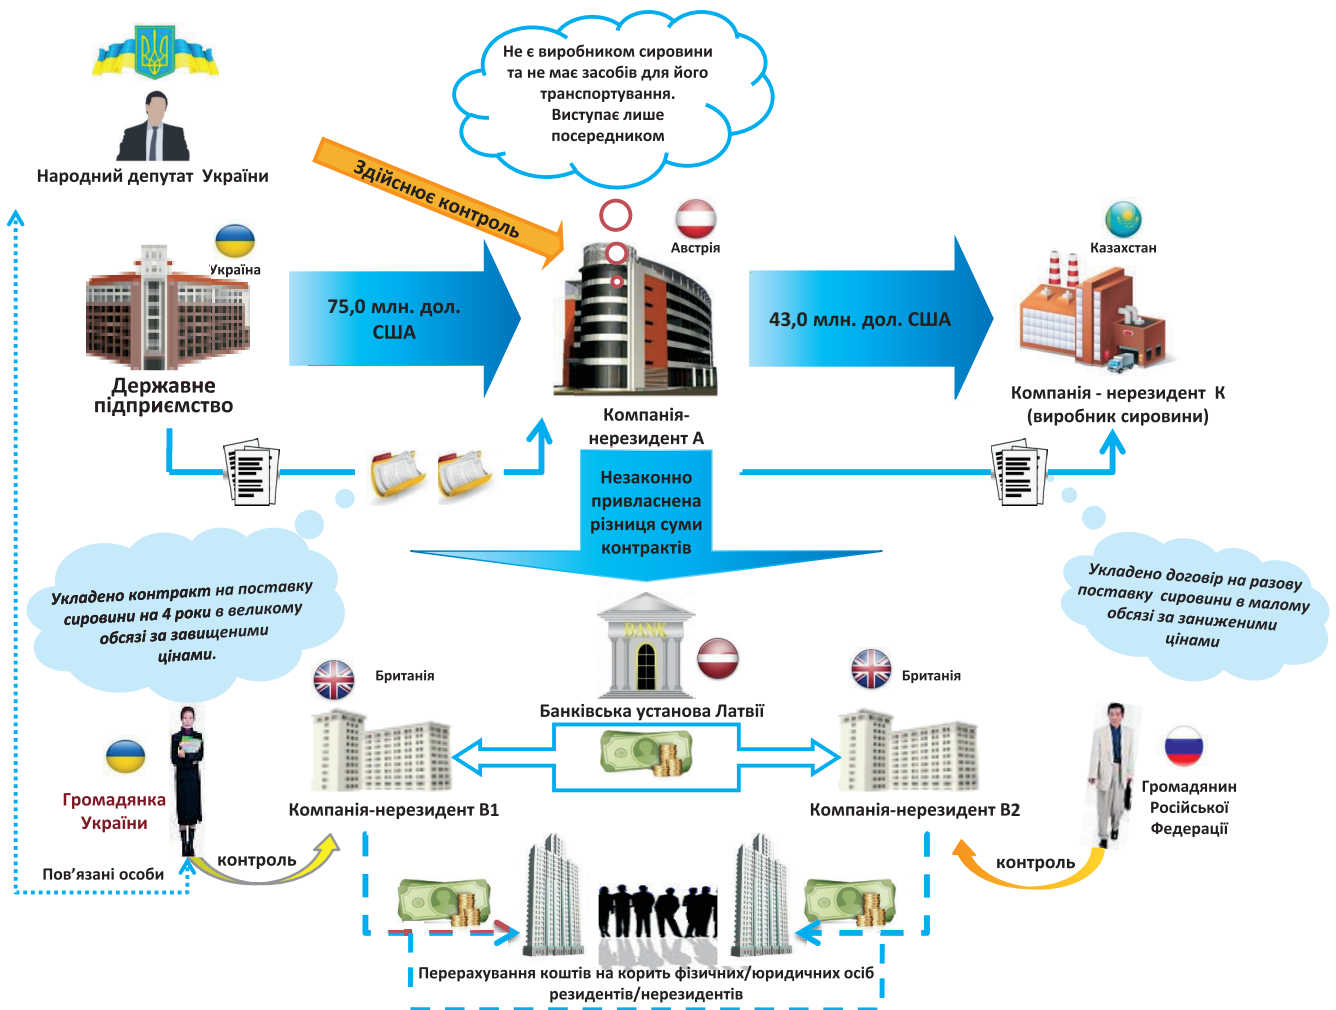 Не є виробником сировини
та не має засобів для його
транспортування.
Виступає лише
посередником
Народний депутат України
Здійснює контроль
Україна
Австрія
Казахстан
75,0 млн. дол.
США
43,0 млн. дол. США
Державне
підприємство
Компанія-
нерезидент А
Компанія - нерезидент К
(виробник сировини)
Незаконно
привласнена
різниця суми
контрактів
Укладено контракт на поставку
сировини на 4 роки в великому
обсязі за завищеними
цінами.
Укладено договір на разову
поставку сировини в малому
обсязі за заниженими
цінами
BANK
Британія
Британія
Банківська установа Латвії
Громадянка
України
Громадянин
Російської
Федерації
Компанія-нерезидент В1
Компанія-нерезидент В2
Пов’язані особи
контроль
контроль
Перерахування коштів на корить фізичних/юридичних осіб
резидентів/нерезидентів